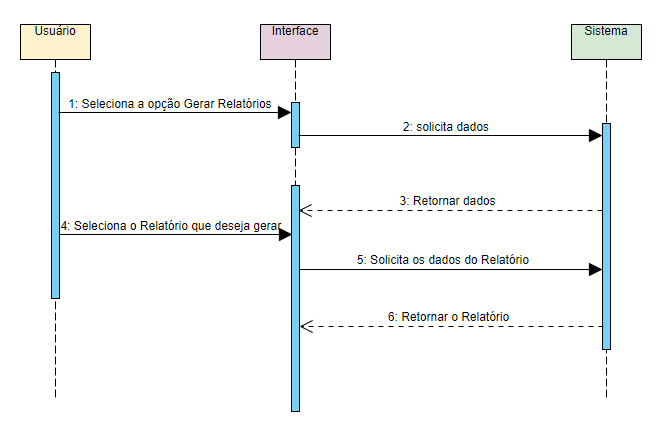 Usuário
Interface
Sistema
1: Seleciona a opção Gerar Relatórios
2: solicita dados
3: Retornar dados
4: Seleciona o Relatório que deseja gerar
5: Solicita os dados do Relatório
6: Retornar o Relatório